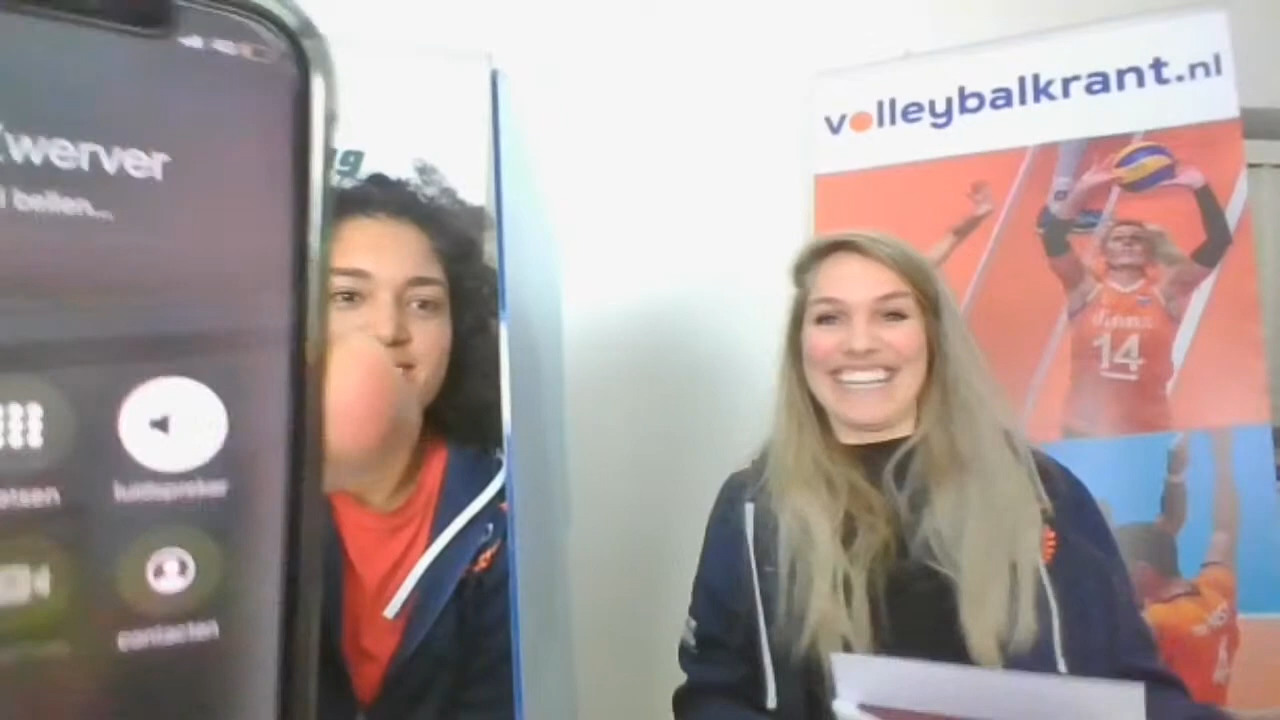 Zwerver
bellen...
luidspreker
contacten
volleybalkrant.nl
14